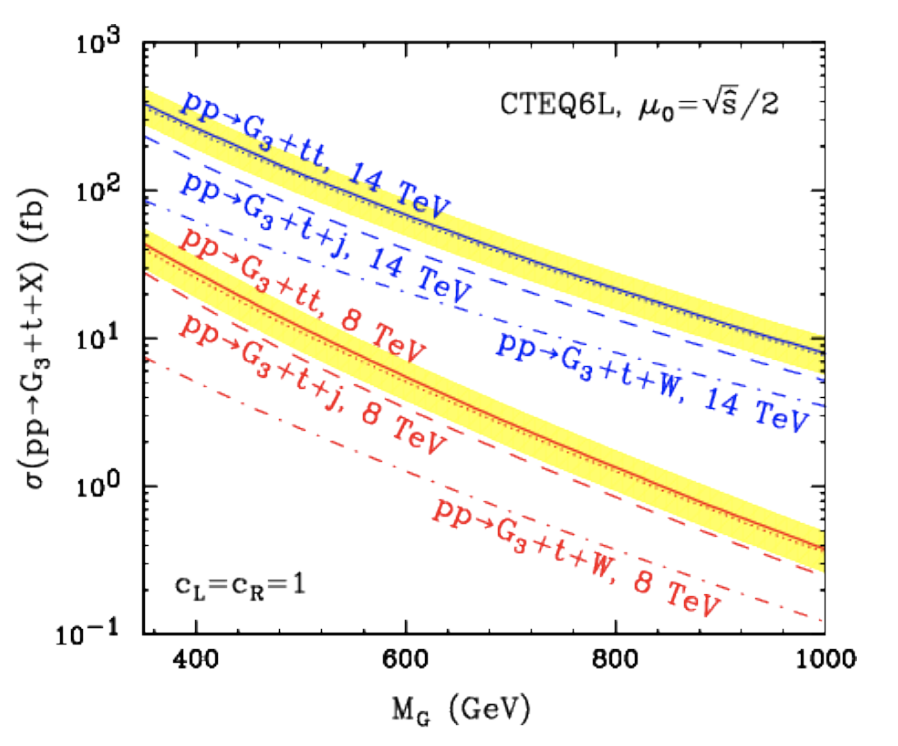 10³
CTEQ6L, μ₀=√ŝ/2
pp→G₃+tt, 14 TeV
10²
pp→G₃+t+j, 14 TeV
pp→G₃+tt, 8 TeV
σ(pp→G₃+t+X) (fb)
10¹
pp→G₃+t+W, 14 TeV
pp→G₃+t+j, 8 TeV
10⁰
pp→G₃+t+W, 8 TeV
c_L=c_R=1
10⁻¹
400 600 800 1000
M_G (GeV)